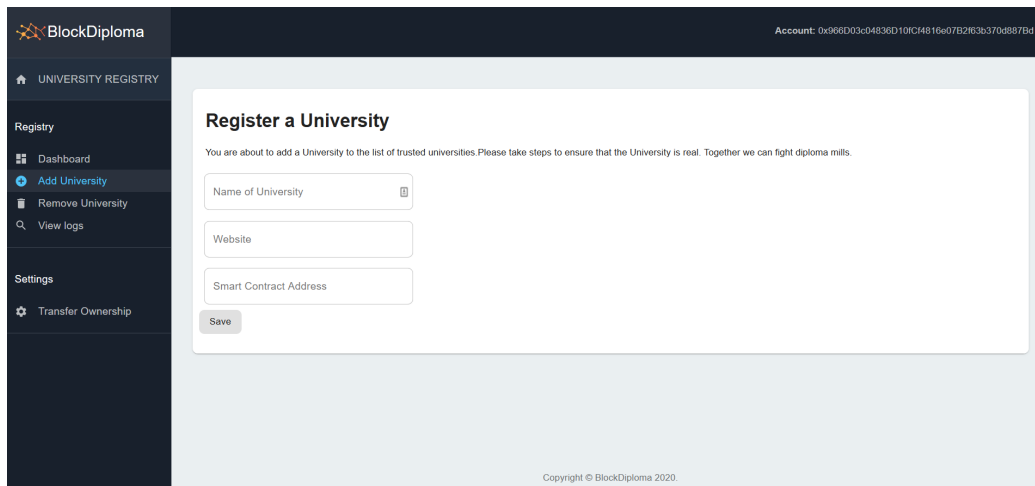 BlockDiploma
Account: 0x966D03c04836D10fCf4816e07B2f63b370d887Bd
UNIVERSITY REGISTRY
Registry
Dashboard
Add University
Remove University
View logs
Settings
Transfer Ownership
Register a University
You are about to add a University to the list of trusted universities.Please take steps to ensure that the University is real. Together we can fight diploma mills.
Name of University
Website
Smart Contract Address
Save
Copyright © BlockDiploma 2020.